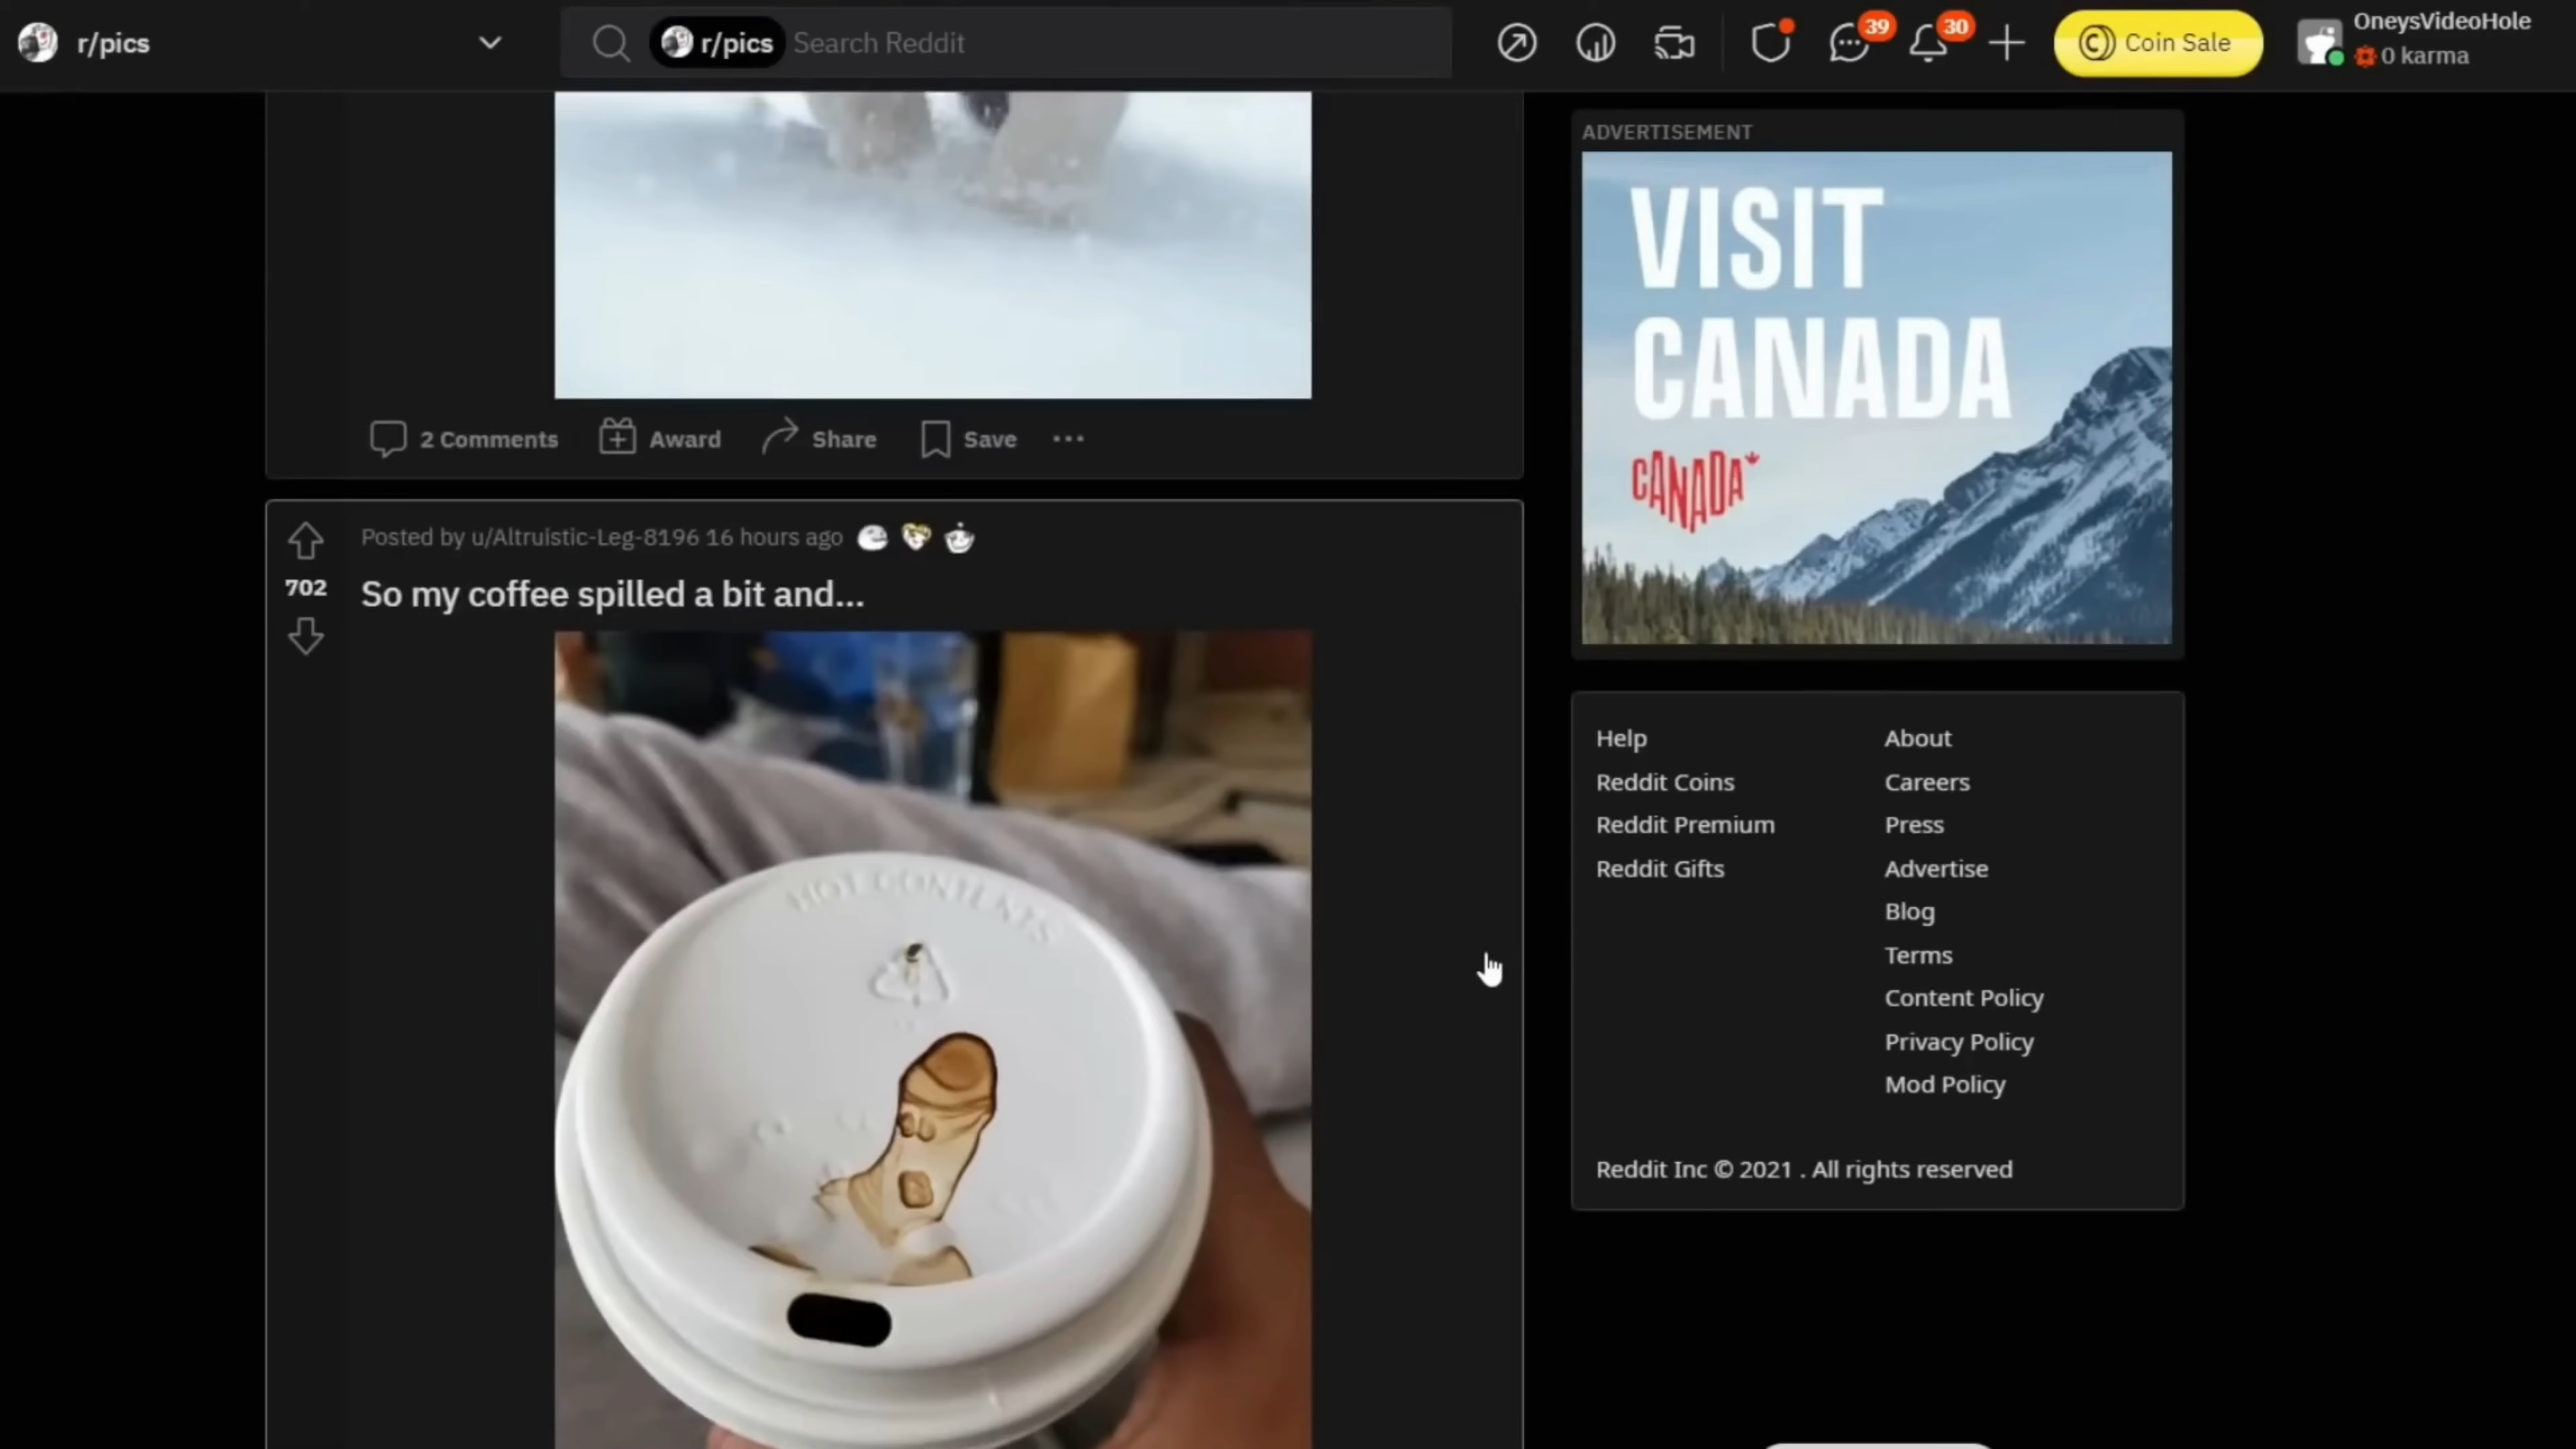 r/pics
r/pics Search Reddit
39
30
Coin Sale
OneysVideoHole
0 karma
2 Comments Award Share Save
Posted by u/Altruistic-Leg-8196 16 hours ago
702
So my coffee spilled a bit and...
HOT CONTENTS
ADVERTISEMENT
VISIT
CANADA
CANADA
Help
Reddit Coins
Reddit Premium
Reddit Gifts
About
Careers
Press
Advertise
Blog
Terms
Content Policy
Privacy Policy
Mod Policy
Reddit Inc © 2021 . All rights reserved